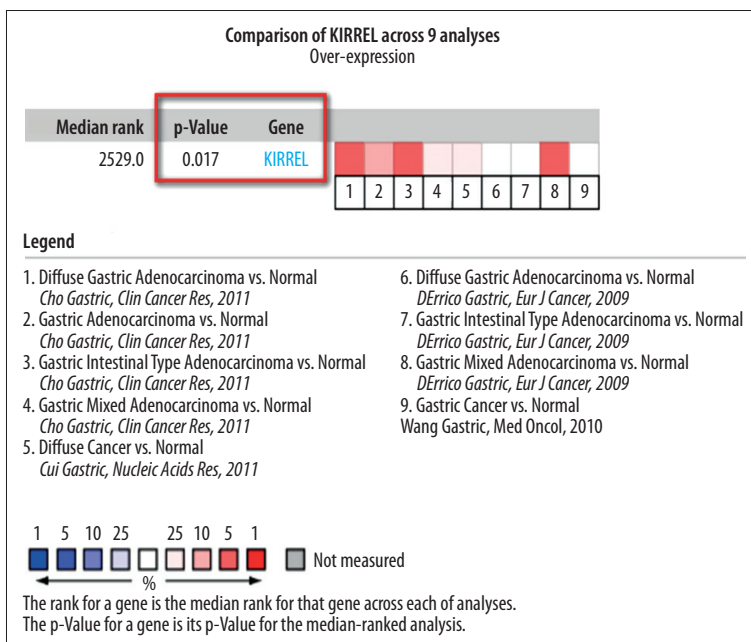 Comparison of KIRREL across 9 analyses
Over-expression
Median rank p-Value Gene
2529.0 0.017 KIRREL
1 2 3 4 5 6 7 8 9
Legend
1. Diffuse Gastric Adenocarcinoma vs. Normal
Cho Gastric, Clin Cancer Res, 2011
2. Gastric Adenocarcinoma vs. Normal
Cho Gastric, Clin Cancer Res, 2011
3. Gastric Intestinal Type Adenocarcinoma vs. Normal
Cho Gastric, Clin Cancer Res, 2011
4. Gastric Mixed Adenocarcinoma vs. Normal
Cho Gastric, Clin Cancer Res, 2011
5. Diffuse Cancer vs. Normal
Cui Gastric, Nucleic Acids Res, 2011
6. Diffuse Gastric Adenocarcinoma vs. Normal
DErrico Gastric, Eur J Cancer, 2009
7. Gastric Intestinal Type Adenocarcinoma vs. Normal
DErrico Gastric, Eur J Cancer, 2009
8. Gastric Mixed Adenocarcinoma vs. Normal
DErrico Gastric, Eur J Cancer, 2009
9. Gastric Cancer vs. Normal
Wang Gastric, Med Oncol, 2010
1 5 10 25 25 10 5 1
Not measured
%
The rank for a gene is the median rank for that gene across each of analyses.
The p-Value for a gene is its p-Value for the median-ranked analysis.